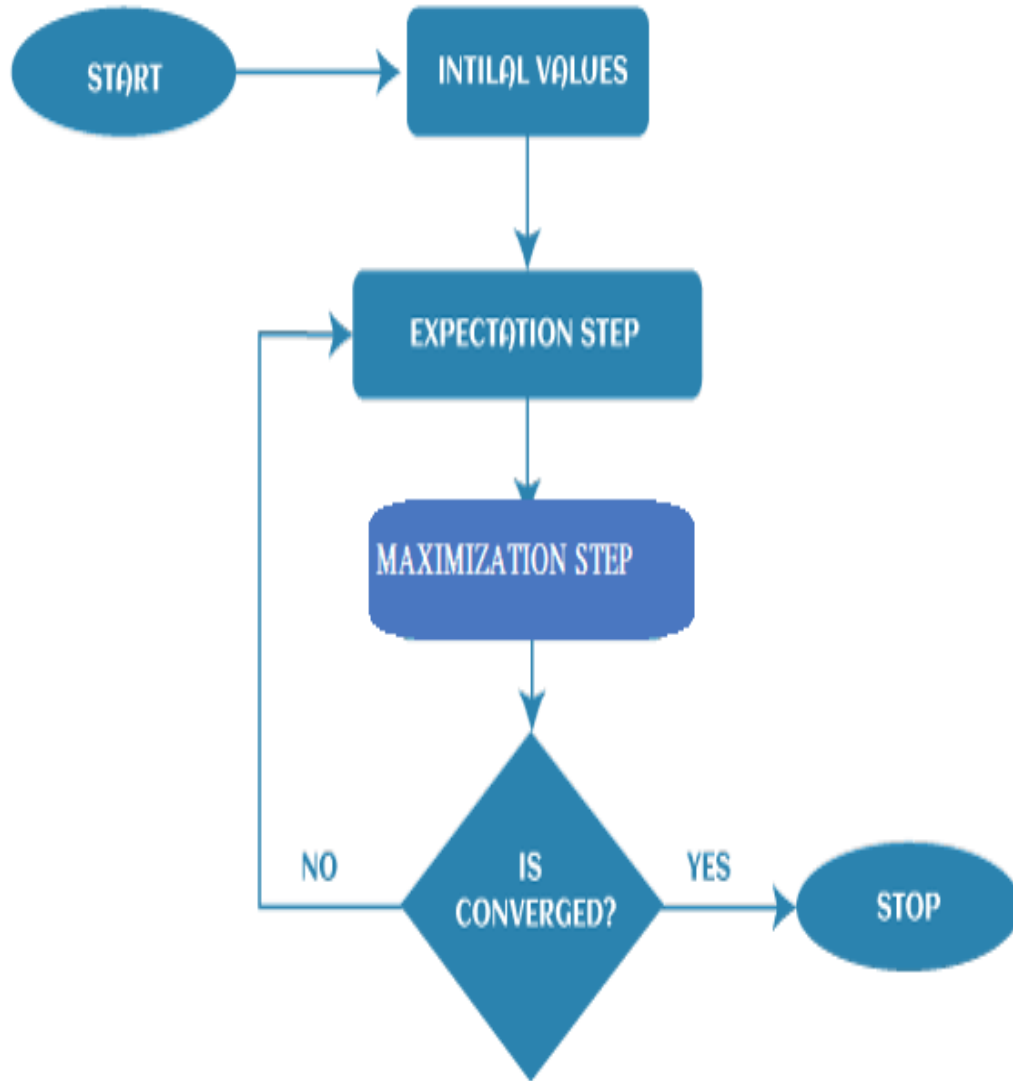 START
INTILAL VALUES
EXPECTATION STEP
MAXIMIZATION STEP
NO
IS
CONVERGED?
YES
STOP